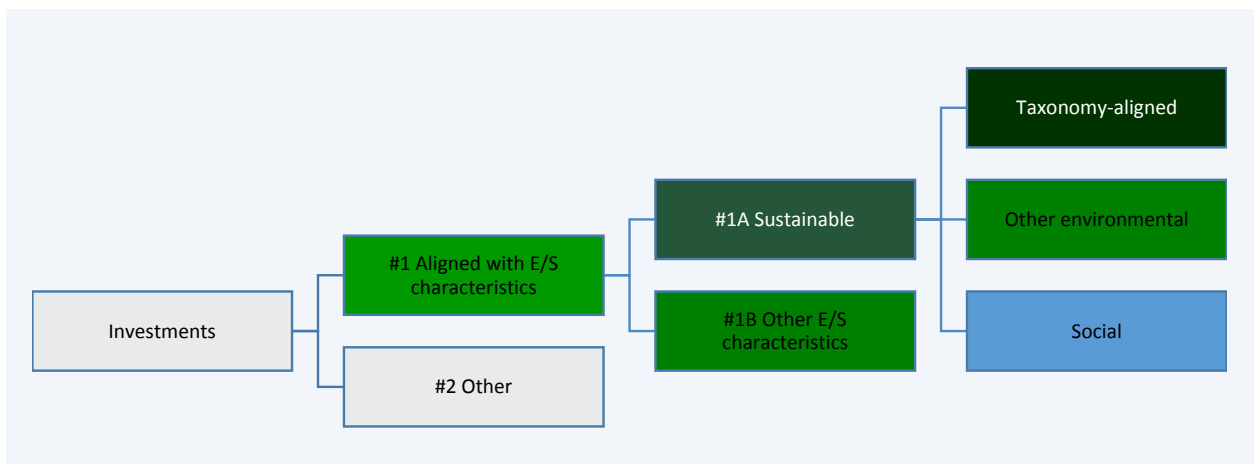 Investments
#1 Aligned with E/S
characteristics
#2 Other
#1A Sustainable
#1B Other E/S
characteristics
Taxonomy-aligned
Other environmental
Social